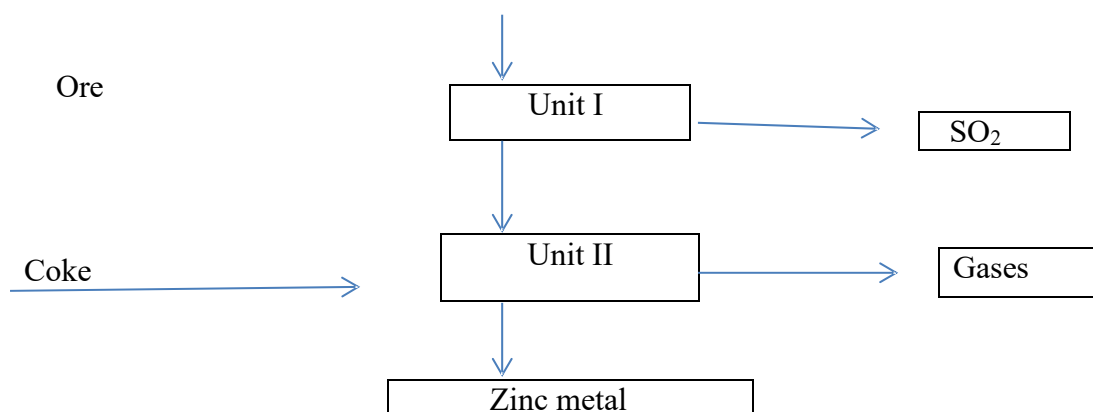 Ore
Unit I
SO₂
Coke
Unit II
Gases
Zinc metal